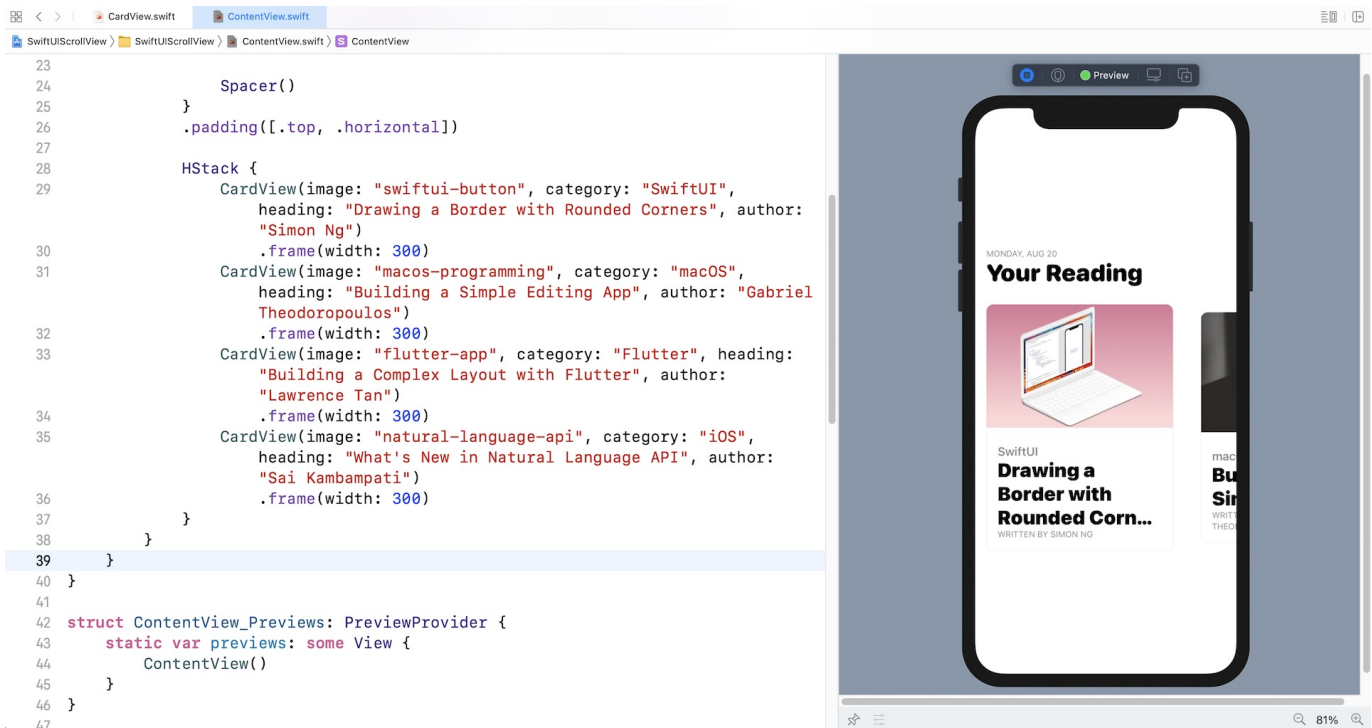 CardView.swift
ContentView.swift
SwiftUIScrollView
SwiftUIScrollView
ContentView.swift
S
ContentView
23
24 Spacer()
25 }
26 .padding([.top, .horizontal])
27
28 HStack {
29 CardView(image: "swiftui-button", category: "SwiftUI",
heading: "Drawing a Border with Rounded Corners", author:
"Simon Ng")
30 .frame(width: 300)
31 CardView(image: "macos-programming", category: "macOS",
heading: "Building a Simple Editing App", author: "Gabriel
Theodoropoulos")
32 .frame(width: 300)
33 CardView(image: "flutter-app", category: "Flutter", heading:
"Building a Complex Layout with Flutter", author:
"Lawrence Tan")
34 .frame(width: 300)
35 CardView(image: "natural-language-api", category: "iOS",
heading: "What's New in Natural Language API", author:
"Sai Kambampati")
36 .frame(width: 300)
37 }
38 }
39 }
40 }
41
42 struct ContentView_Previews: PreviewProvider {
43 static var previews: some View {
44 ContentView()
45 }
46 }
47
Preview
MONDAY, AUG 20
Your Reading
SwiftUI
Drawing a
Border with
Rounded Corn...
WRITTEN BY SIMON NG
mac
Bu
Sir
WRITT
THEO
81%